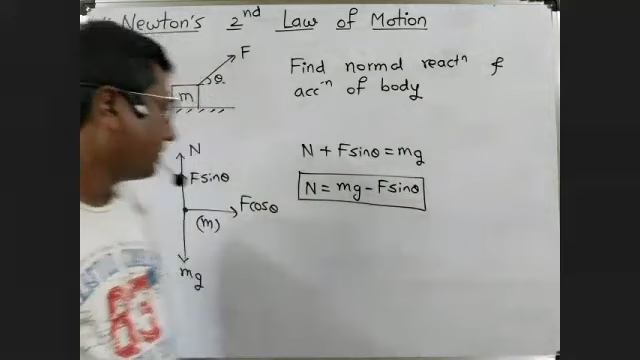 Newton's 2nd Law of Motion
F
θ
m
Find normal reactn &
accn of body
N
Fsinθ
Fcosθ
(m)
mg
N + Fsinθ = mg
N = mg - Fsinθ
83